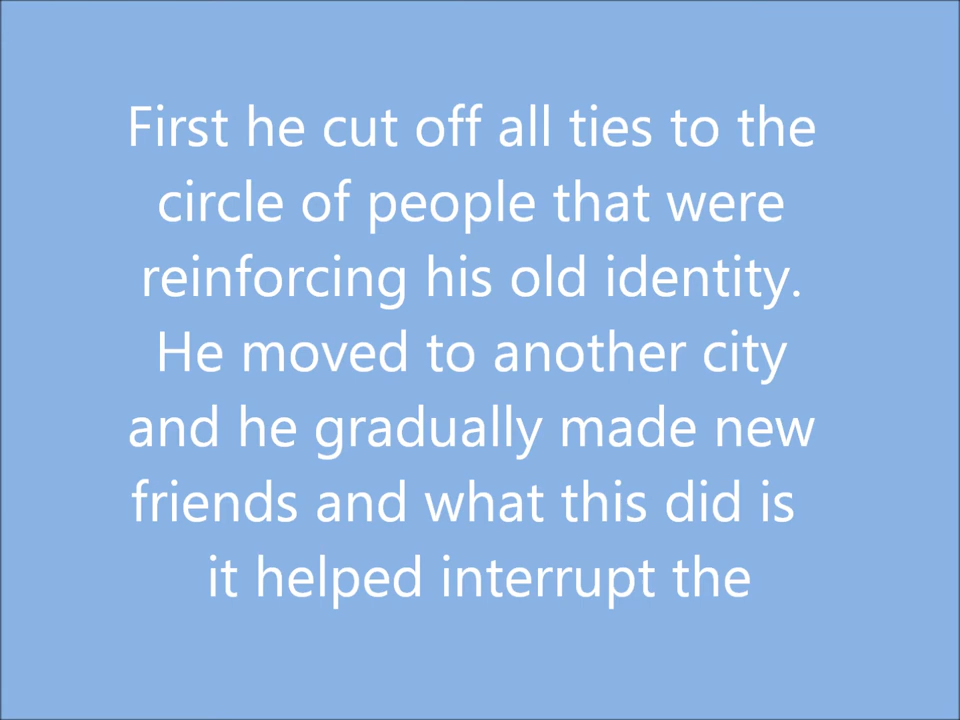 First he cut off all ties to the
circle of people that were
reinforcing his old identity.
He moved to another city
and he gradually made new
friends and what this did is
it helped interrupt the